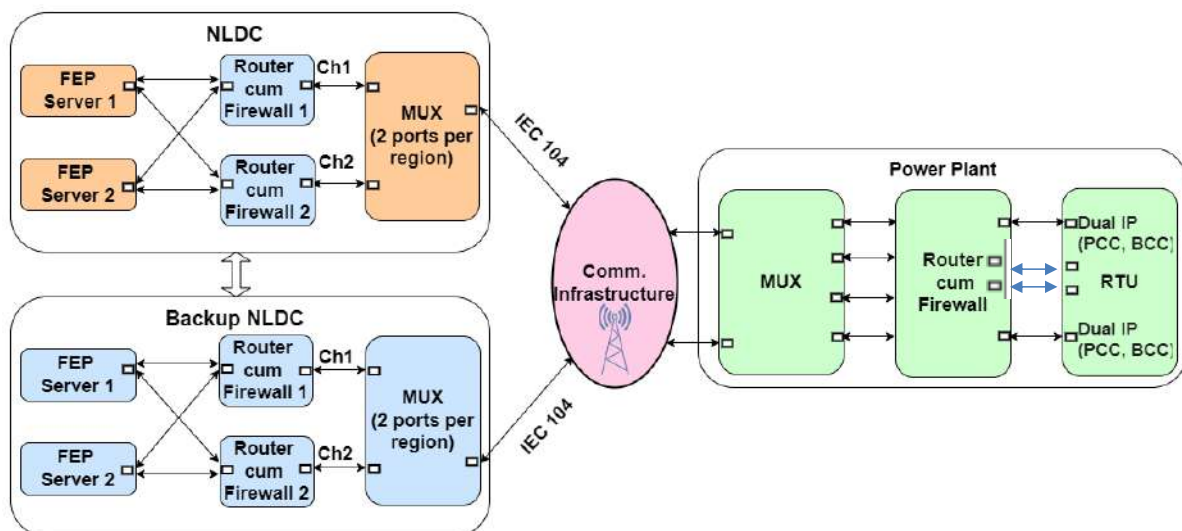 NLDC
FEP
Server 1
FEP
Server 2
Router
cum
Firewall 1
Router
cum
Firewall 2
Ch1
Ch2
MUX
(2 ports per
region)
IEC 104
Backup NLDC
FEP
Server 1
FEP
Server 2
Router
cum
Firewall 1
Router
cum
Firewall 2
Ch1
Ch2
MUX
(2 ports per
region)
IEC 104
Comm.
Infrastructure
Power Plant
MUX
Router
cum
Firewall
Dual IP
(PCC, BCC)
RTU
Dual IP
(PCC, BCC)